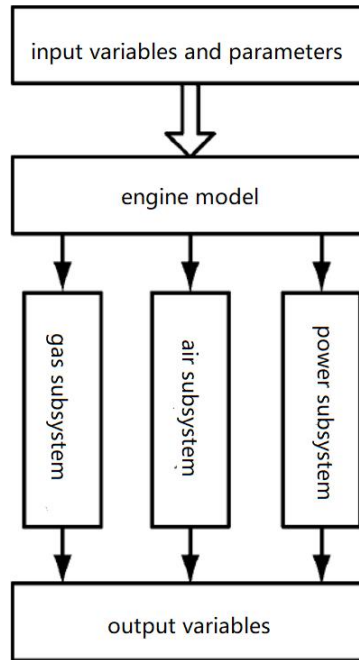 input variables and parameters
engine model
gas subsystem
air subsystem
power subsystem
output variables